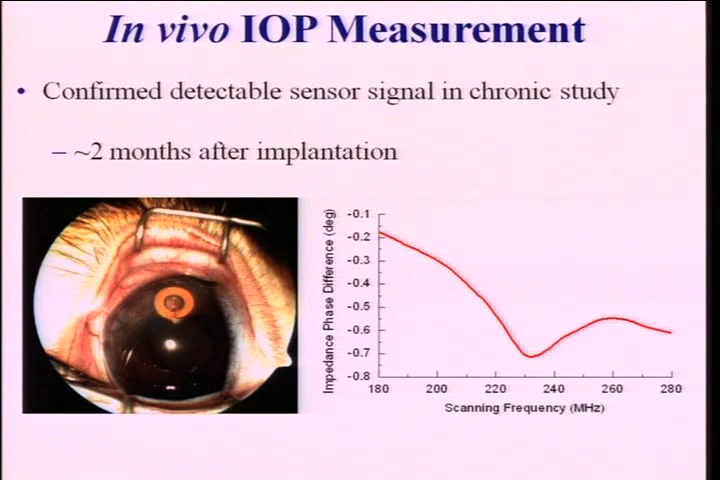 In vivo IOP Measurement
• Confirmed detectable sensor signal in chronic study
– ~2 months after implantation
Impedance Phase Difference (deg)
-0.1
-0.2
-0.3
-0.4
-0.5
-0.6
-0.7
-0.8
180 200 220 240 260 280
Scanning Frequency (MHz)